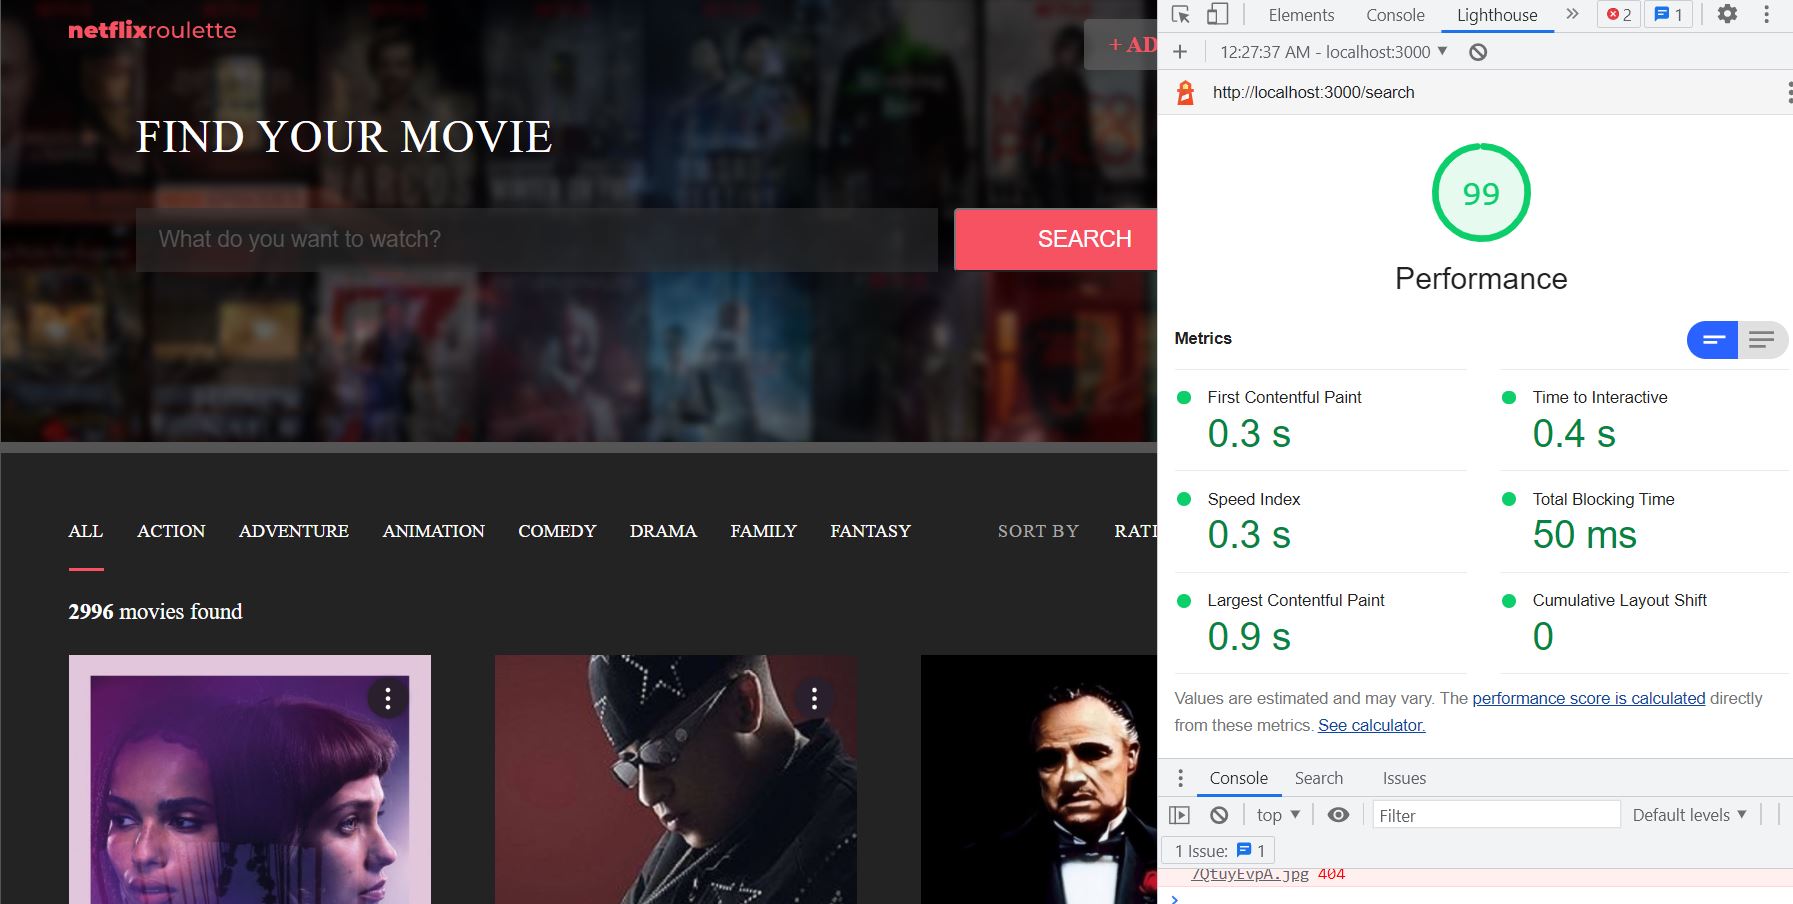 netflixroulette
+ AD
FIND YOUR MOVIE
What do you want to watch?
SEARCH
ALL ACTION ADVENTURE ANIMATION COMEDY DRAMA FAMILY FANTASY SORT BY RATI
2996 movies found
Elements Console Lighthouse 2 1
12:27:37 AM - localhost:3000
http://localhost:3000/search
99
Performance
Metrics
First Contentful Paint
0.3 s
Time to Interactive
0.4 s
Speed Index
0.3 s
Total Blocking Time
50 ms
Largest Contentful Paint
0.9 s
Cumulative Layout Shift
0
Values are estimated and may vary. The performance score is calculated directly
from these metrics. See calculator.
Console Search Issues
top Filter Default levels
1 Issue: 1
7QtuyEvpA.jpg 404